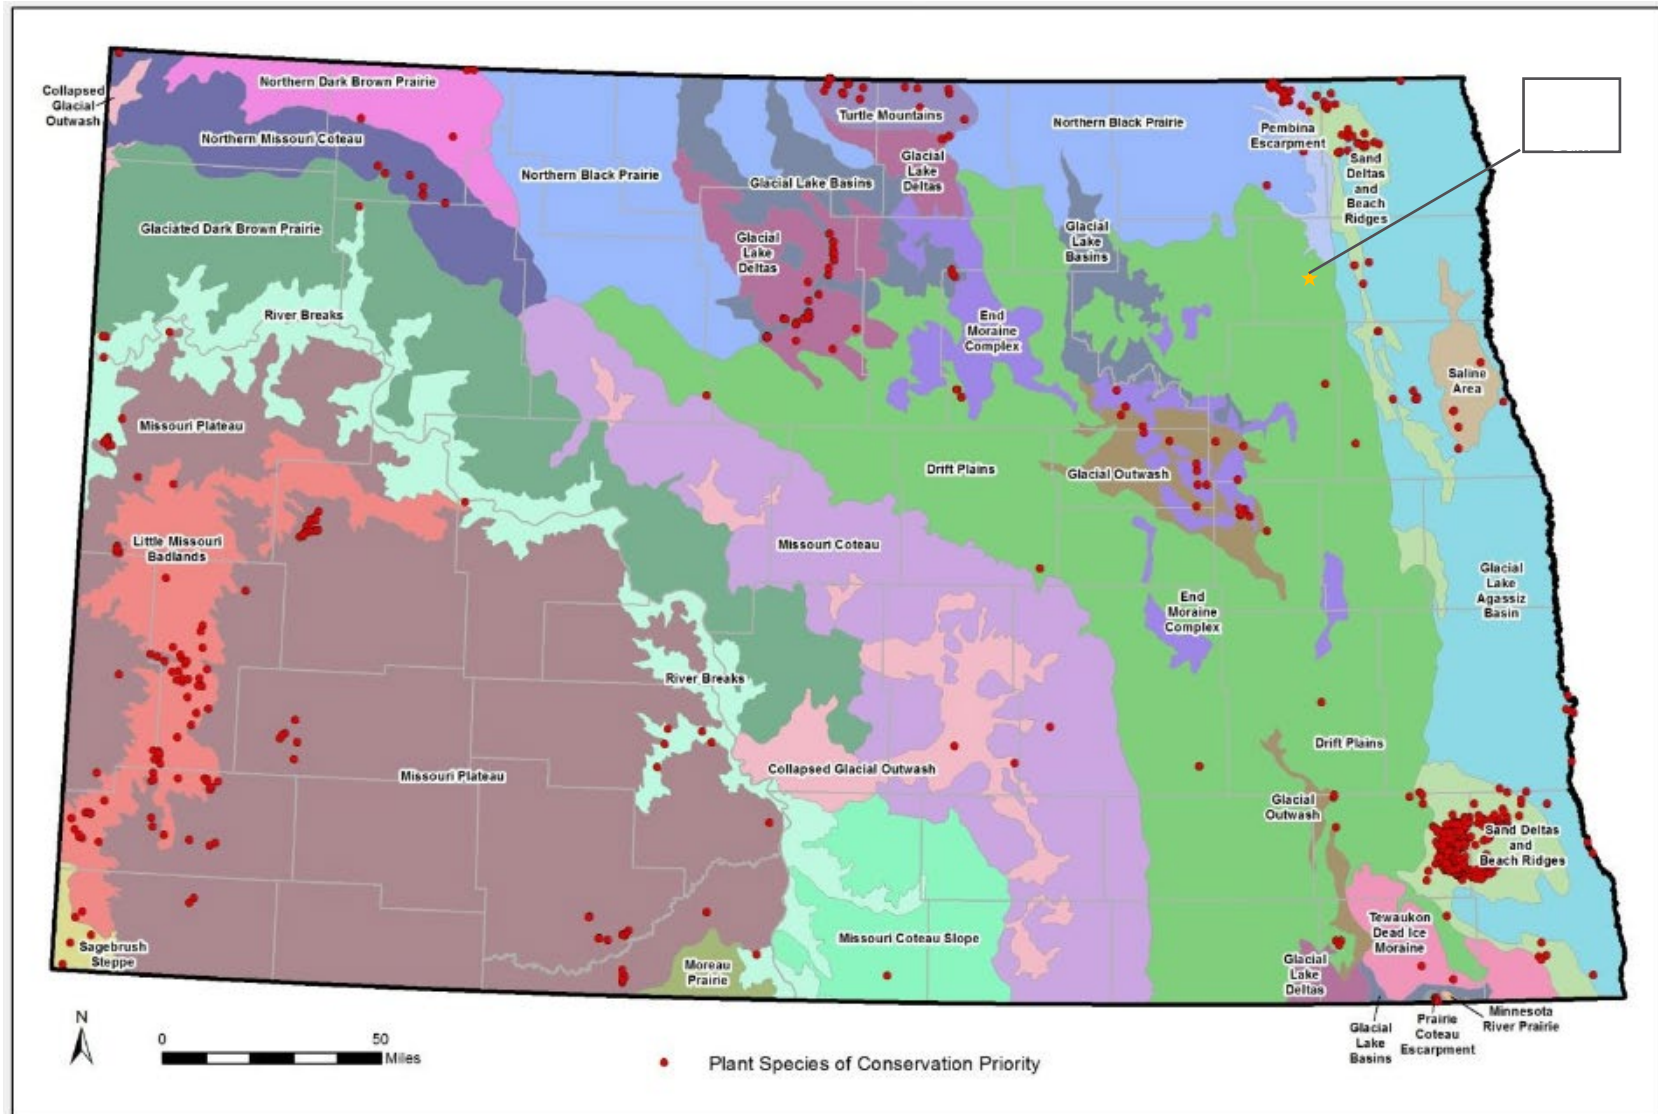 Northern Dark Brown Prairie
Collapsed
Glacial
Outwash
Northern Missouri Coteau
Turtle Mountains
Northern Black Prairie
Pembina
Escarpment
Sand
Deltas
and
Beach
Ridges
Glacial
Lake
Deltas
Northern Black Prairie
Glacial Lake Basins
Glaciated Dark Brown Prairie
Glacial
Lake
Deltas
Glacial
Lake
Basins
River Breaks
End
Moraine
Complex
Saline
Area
Missouri Plateau
Drift Plains
Glacial Outwash
Little Missouri
Badlands
Missouri Coteau
Glacial
Lake
Agassiz
Basin
End
Moraine
Complex
River Breaks
Drift Plains
Missouri Plateau
Collapsed Glacial Outwash
Glacial
Outwash
Sand Deltas
and
Beach Ridges
Tewaukon
Dead Ice
Moraine
Missouri Coteau Slope
Sagebrush
Steppe
Moreau
Prairie
Glacial
Lake
Deltas
Glacial
Lake
Basins
Prairie
Coteau
Escarpment
Minnesota
River Prairie
N
0 50
Miles
Plant Species of Conservation Priority